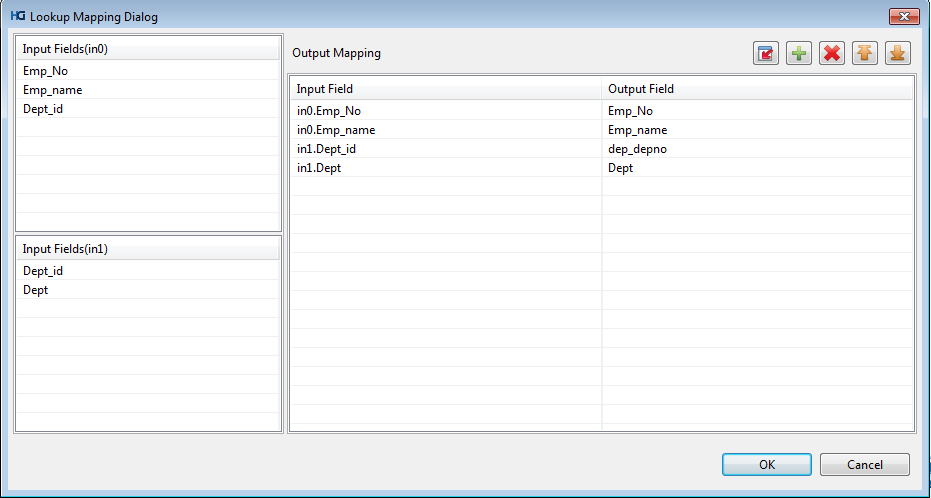 HG Lookup Mapping Dialog
Input Fields(in0)
Emp_No
Emp_name
Dept_id
Input Fields(in1)
Dept_id
Dept
Output Mapping
Input Field Output Field
in0.Emp_No Emp_No
in0.Emp_name Emp_name
in1.Dept_id dep_depno
in1.Dept Dept
OK Cancel